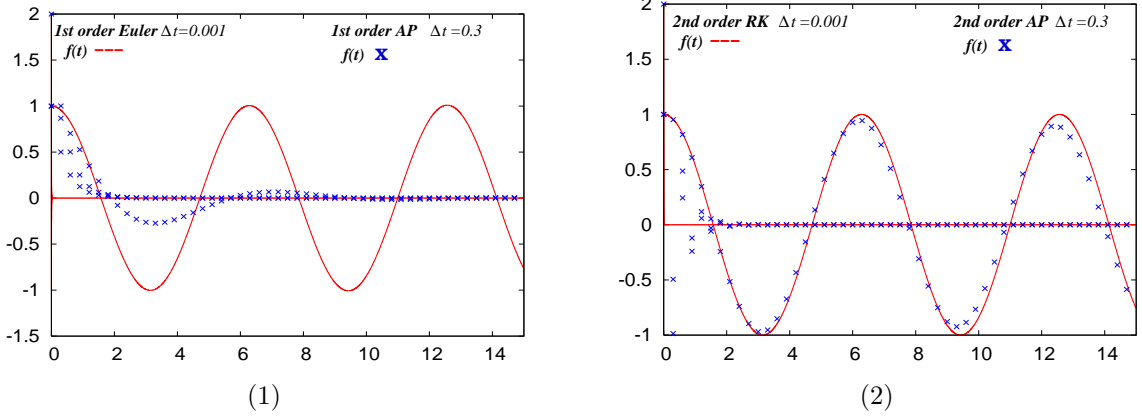 1st order Euler Δt=0.001 1st order AP Δt=0.3
f(t) f(t) x
2
1.5
1
0.5
0
-0.5
-1
-1.5
0 2 4 6 8 10 12 14
(1)
2nd order RK Δt=0.001 2nd order AP Δt=0.3
f(t) f(t) x
2
1.5
1
0.5
0
-0.5
-1
0 2 4 6 8 10 12 14
(2)